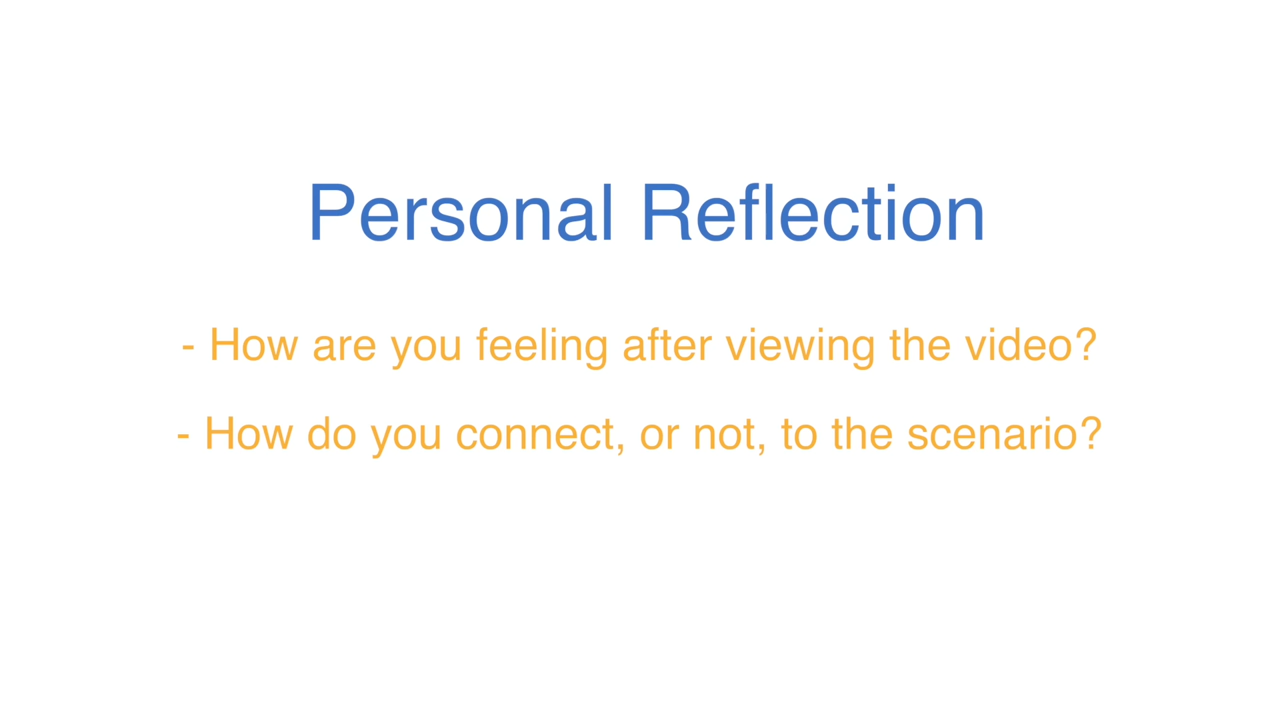 Personal Reflection
- How are you feeling after viewing the video?
- How do you connect, or not, to the scenario?